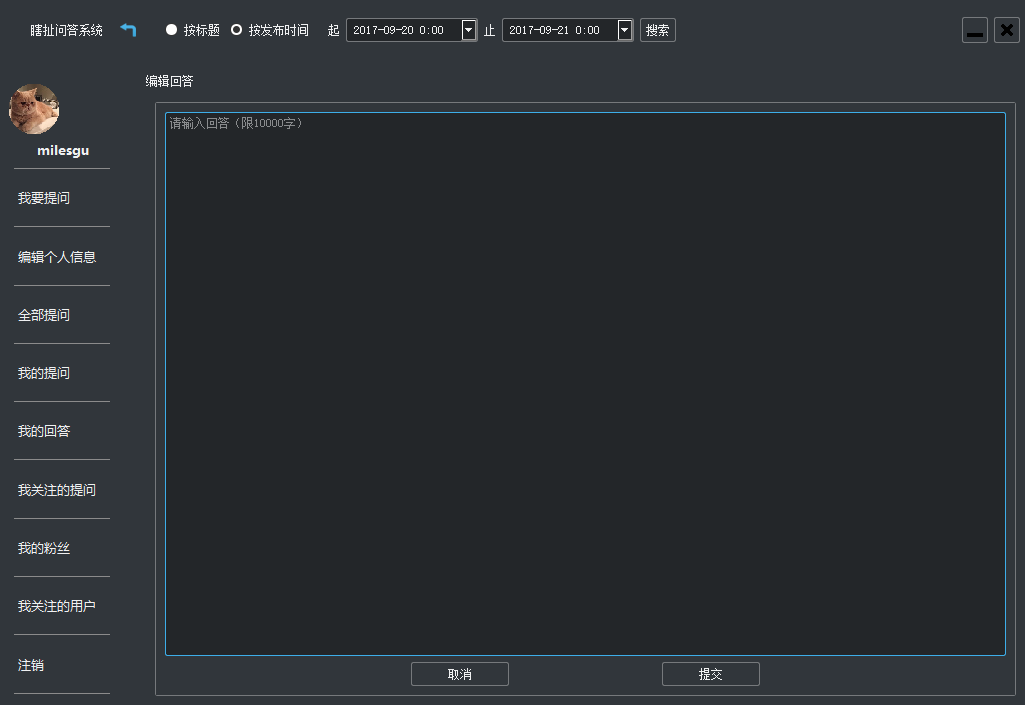 瞎扯问答系统 按标题 按发布时间 起 2017-09-20 0:00 止 2017-09-21 0:00 搜索
编辑回答
请输入回答（限10000字）
milesgu
我要提问
编辑个人信息
全部提问
我的提问
我的回答
我关注的提问
我的粉丝
我关注的用户
注销
取消 提交